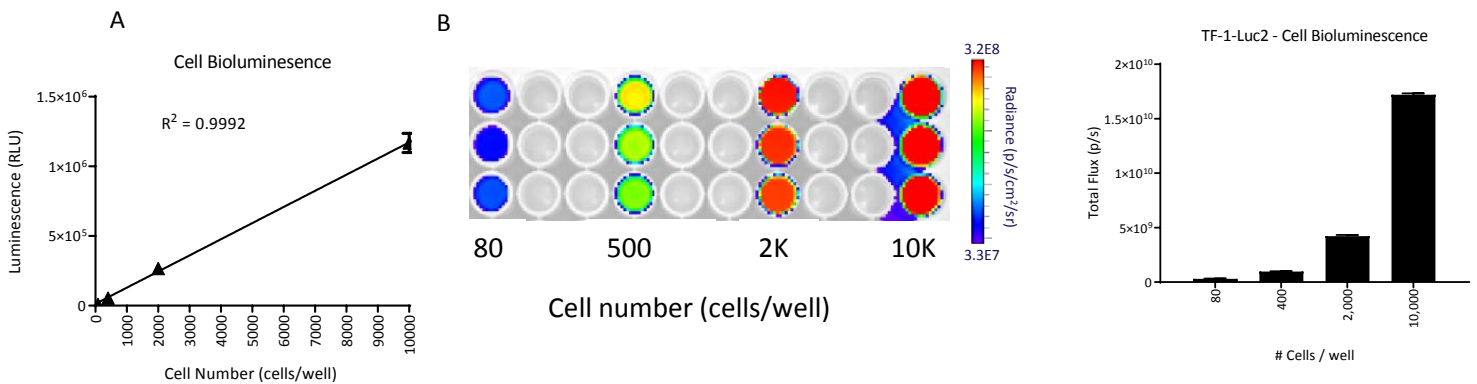 A
Cell Bioluminesence
R² = 0.9992
1.5×10⁶
1×10⁶
5×10⁵
0
Luminescence (RLU)
0 1000 2000 3000 4000 5000 6000 7000 8000 9000 10000
Cell Number (cells/well)
B
80 500 2K 10K
Cell number (cells/well)
3.2E8
Radiance (p/s/cm²/sr)
3.3E7
TF-1-Luc2 - Cell Bioluminescence
2×10¹⁰
1.5×10¹⁰
1×10¹⁰
5×10⁹
0
Total Flux (p/s)
80 400 2,000 10,000
# Cells / well